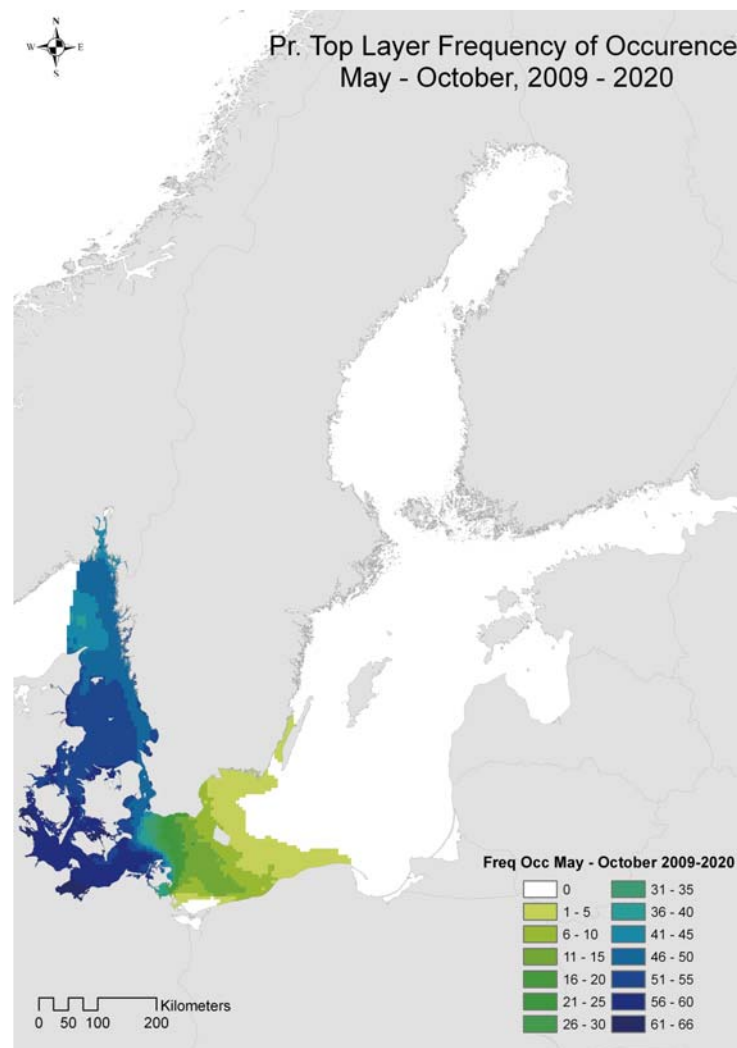 N
W E
S
Pr. Top Layer Frequency of Occurence
May - October, 2009 - 2020
Freq Occ May - October 2009-2020
0 31 - 35
1 - 5 36 - 40
6 - 10 41 - 45
11 - 15 46 - 50
16 - 20 51 - 55
21 - 25 56 - 60
26 - 30 61 - 66
Kilometers
0 50 100 200